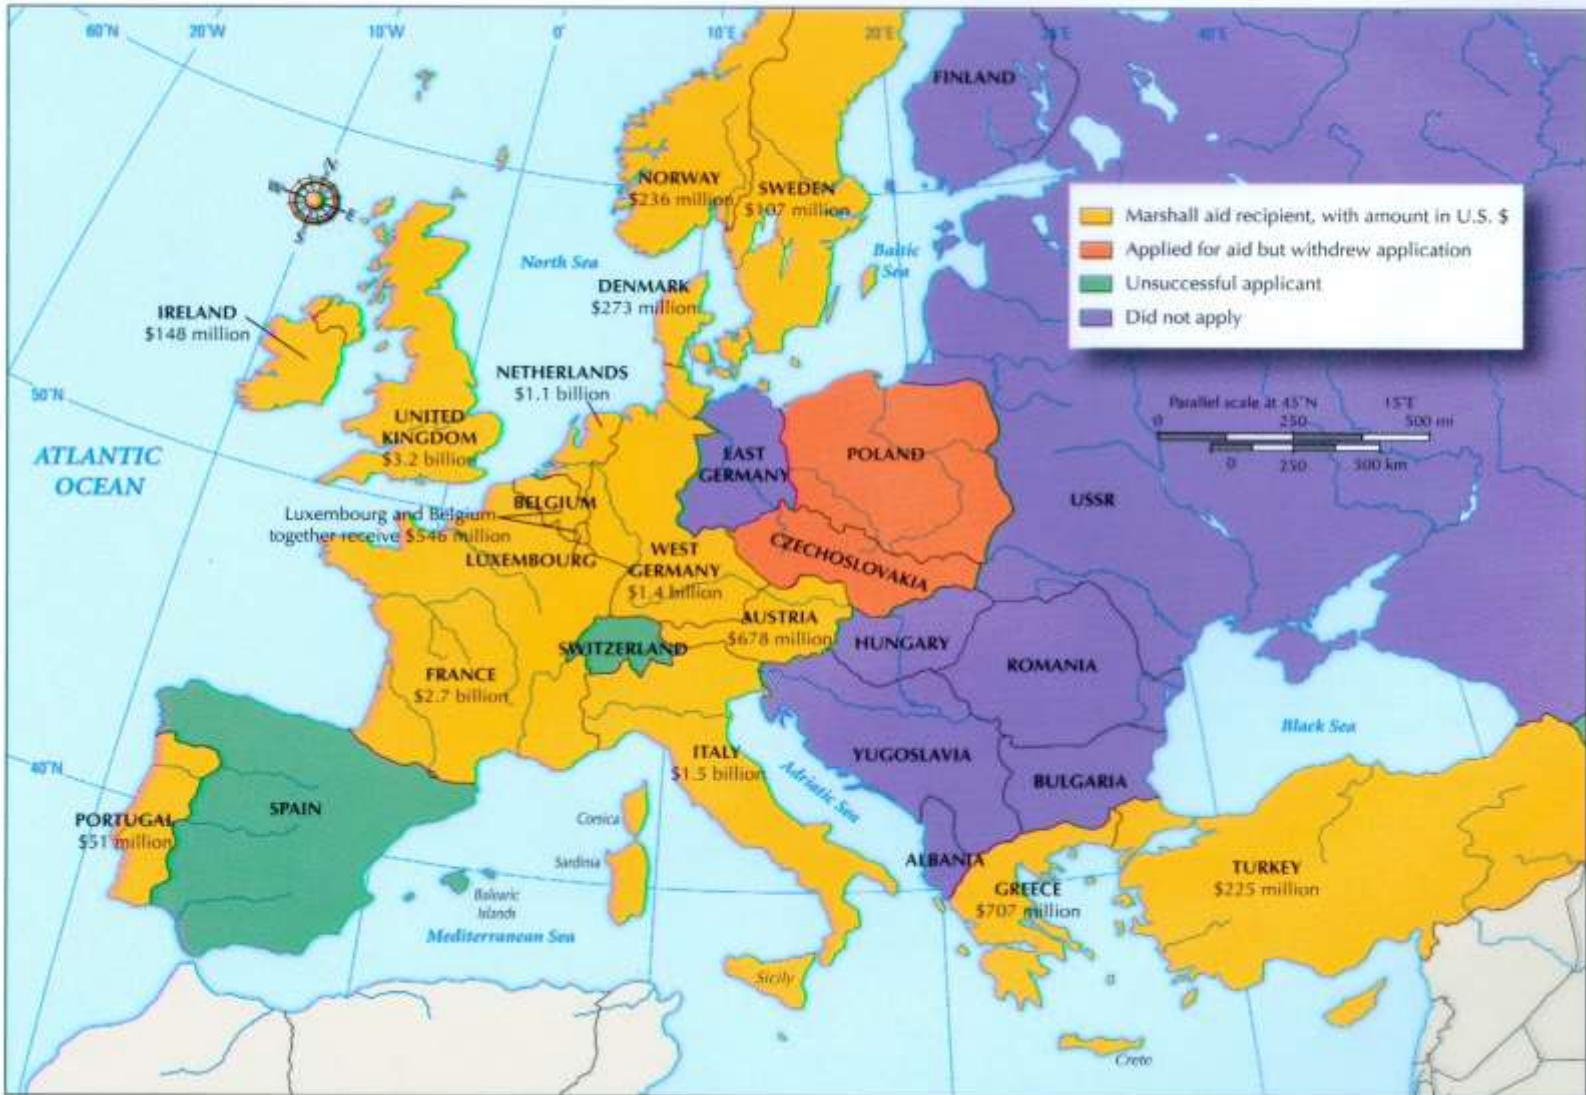 60°N
20°W
10°W
0°
10°E
20°E
30°E
40°E
FINLAND
N
W
E
S
NORWAY
$236 million
SWEDEN
$107 million
Marshall aid recipient, with amount in U.S. $
Applied for aid but withdrew application
Unsuccessful applicant
Did not apply
North Sea
Baltic
Sea
DENMARK
$273 million
IRELAND
$148 million
NETHERLANDS
$1.1 billion
50°N
Parallel scale at 45°N
15°E
0
250
500 mi
0
250
500 km
UNITED
KINGDOM
$3.2 billion
ATLANTIC
OCEAN
EAST
GERMANY
POLAND
USSR
BELGIUM
Luxembourg and Belgium
together receive $546 million
LUXEMBOURG
WEST
GERMANY
$1.4 billion
CZECHOSLOVAKIA
AUSTRIA
$678 million
SWITZERLAND
HUNGARY
ROMANIA
FRANCE
$2.7 billion
Black Sea
ITALY
$1.5 billion
YUGOSLAVIA
BULGARIA
Adriatic Sea
40°N
PORTUGAL
$51 million
SPAIN
Corsica
Sardinia
ALBANIA
GREECE
$707 million
TURKEY
$225 million
Balearic
Islands
Mediterranean Sea
Sicily
Crete